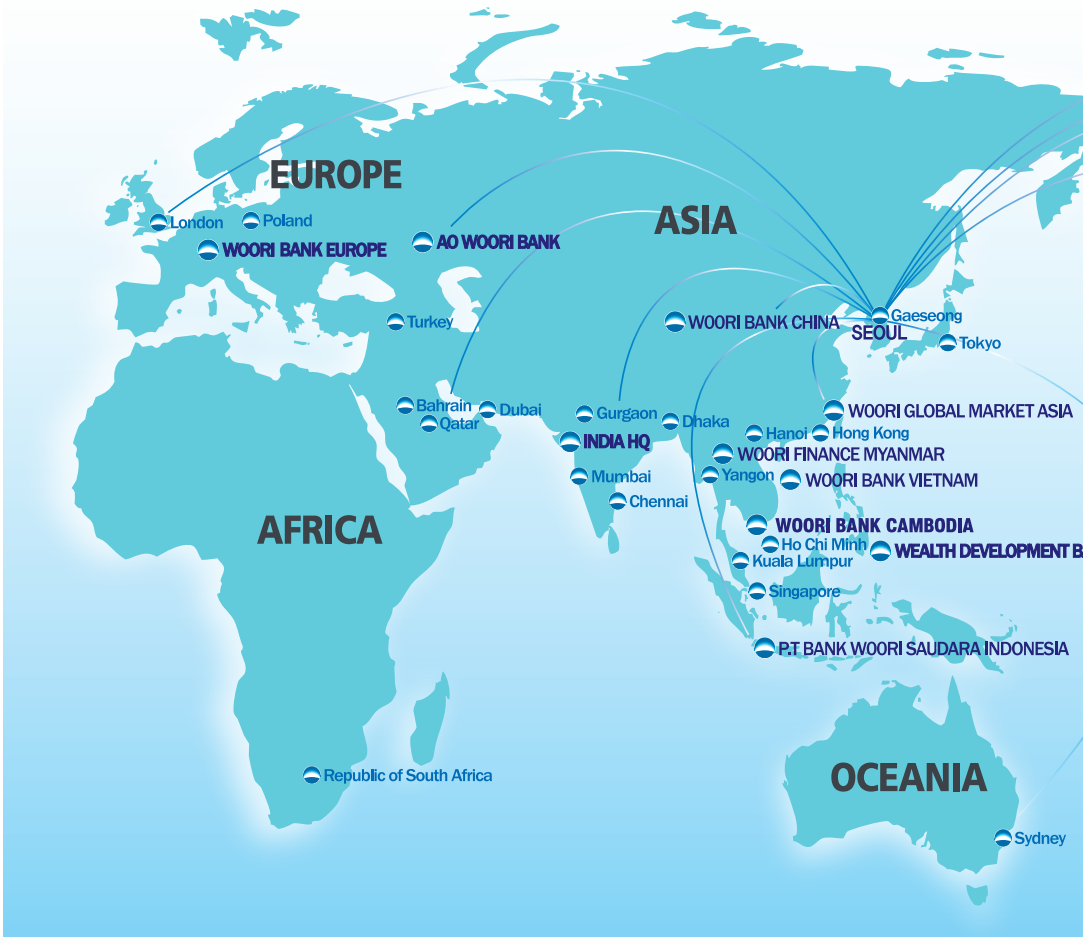 EUROPE
ASIA
London
Poland
WOORI BANK EUROPE
AO WOORI BANK
Turkey
WOORI BANK CHINA
Gaeseong
SEOUL
Tokyo
Bahrain
Dubai
Qatar
Gurgaon
Dhaka
WOORI GLOBAL MARKET ASIA
INDIA HQ
Hanoi
Hong Kong
WOORI FINANCE MYANMAR
Mumbai
Yangon
WOORI BANK VIETNAM
Chennai
AFRICA
WOORI BANK CAMBODIA
Ho Chi Minh
WEALTH DEVELOPMENT
Kuala Lumpur
Singapore
P.T BANK WOORI SAUDARA INDONESIA
Republic of South Africa
OCEANIA
Sydney